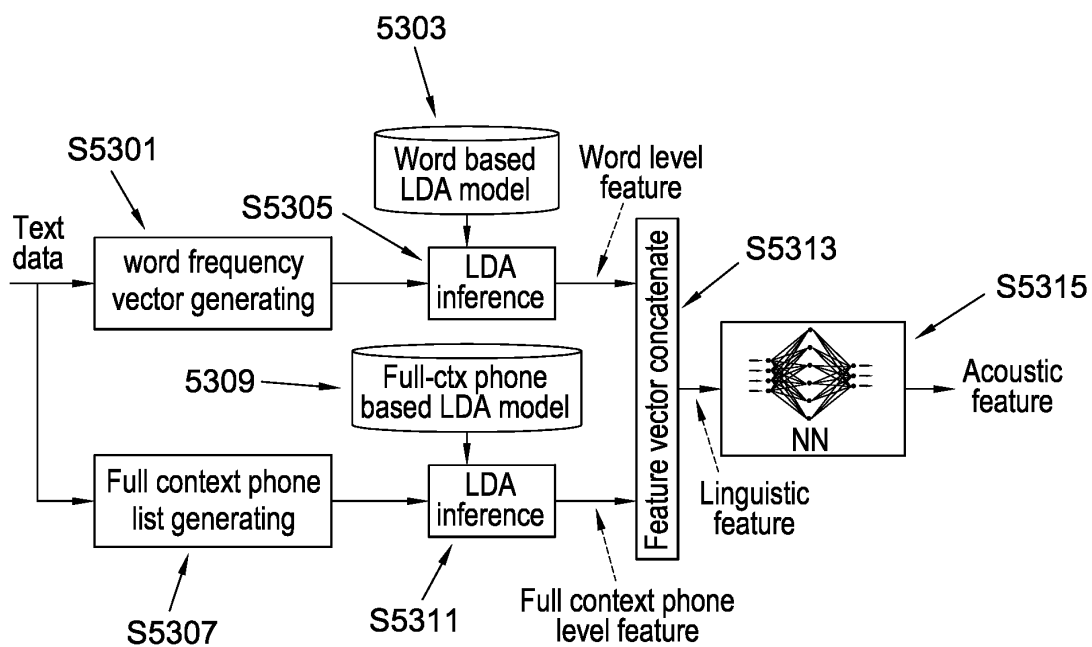 5303
S5301
Word based
LDA model
Word level
feature
S5305
Text
data
word frequency
vector generating
LDA
inference
S5313
S5315
5309
Full-ctx phone
based LDA model
Feature vector concatenate
NN
Acoustic
feature
Full context phone
list generating
LDA
inference
Linguistic
feature
S5307
S5311
Full context phone
level feature